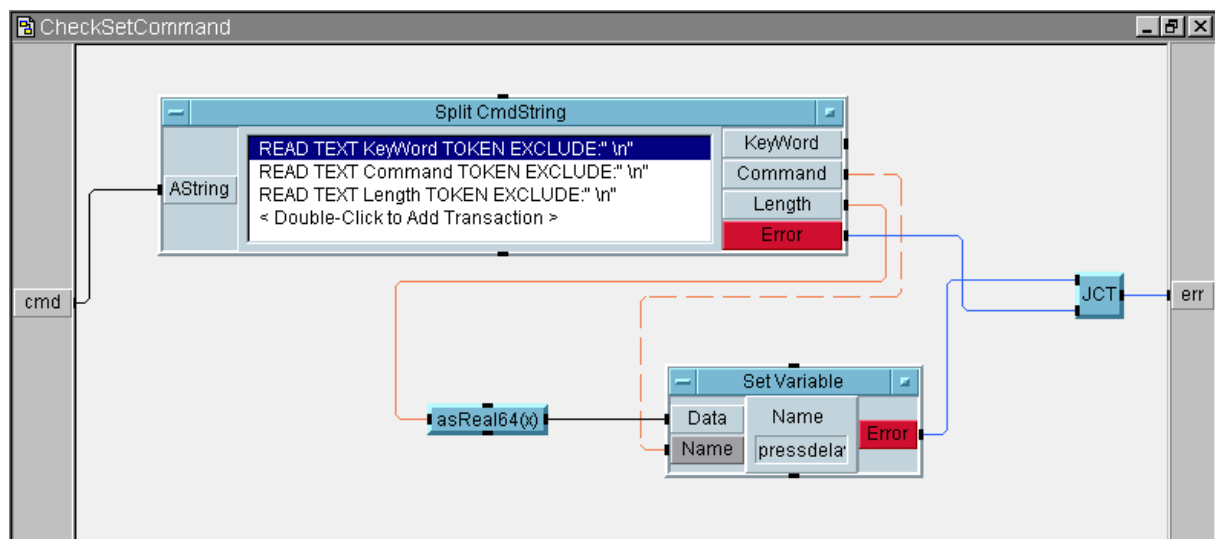 CheckSetCommand
Split CmdString
AString
READ TEXT KeyWord TOKEN EXCLUDE:" \n"
READ TEXT Command TOKEN EXCLUDE:" \n"
READ TEXT Length TOKEN EXCLUDE:" \n"
< Double-Click to Add Transaction >
KeyWord
Command
Length
Error
cmd
JCT
err
Set Variable
asReal64(x)
Data
Name
Name
pressdela
Error